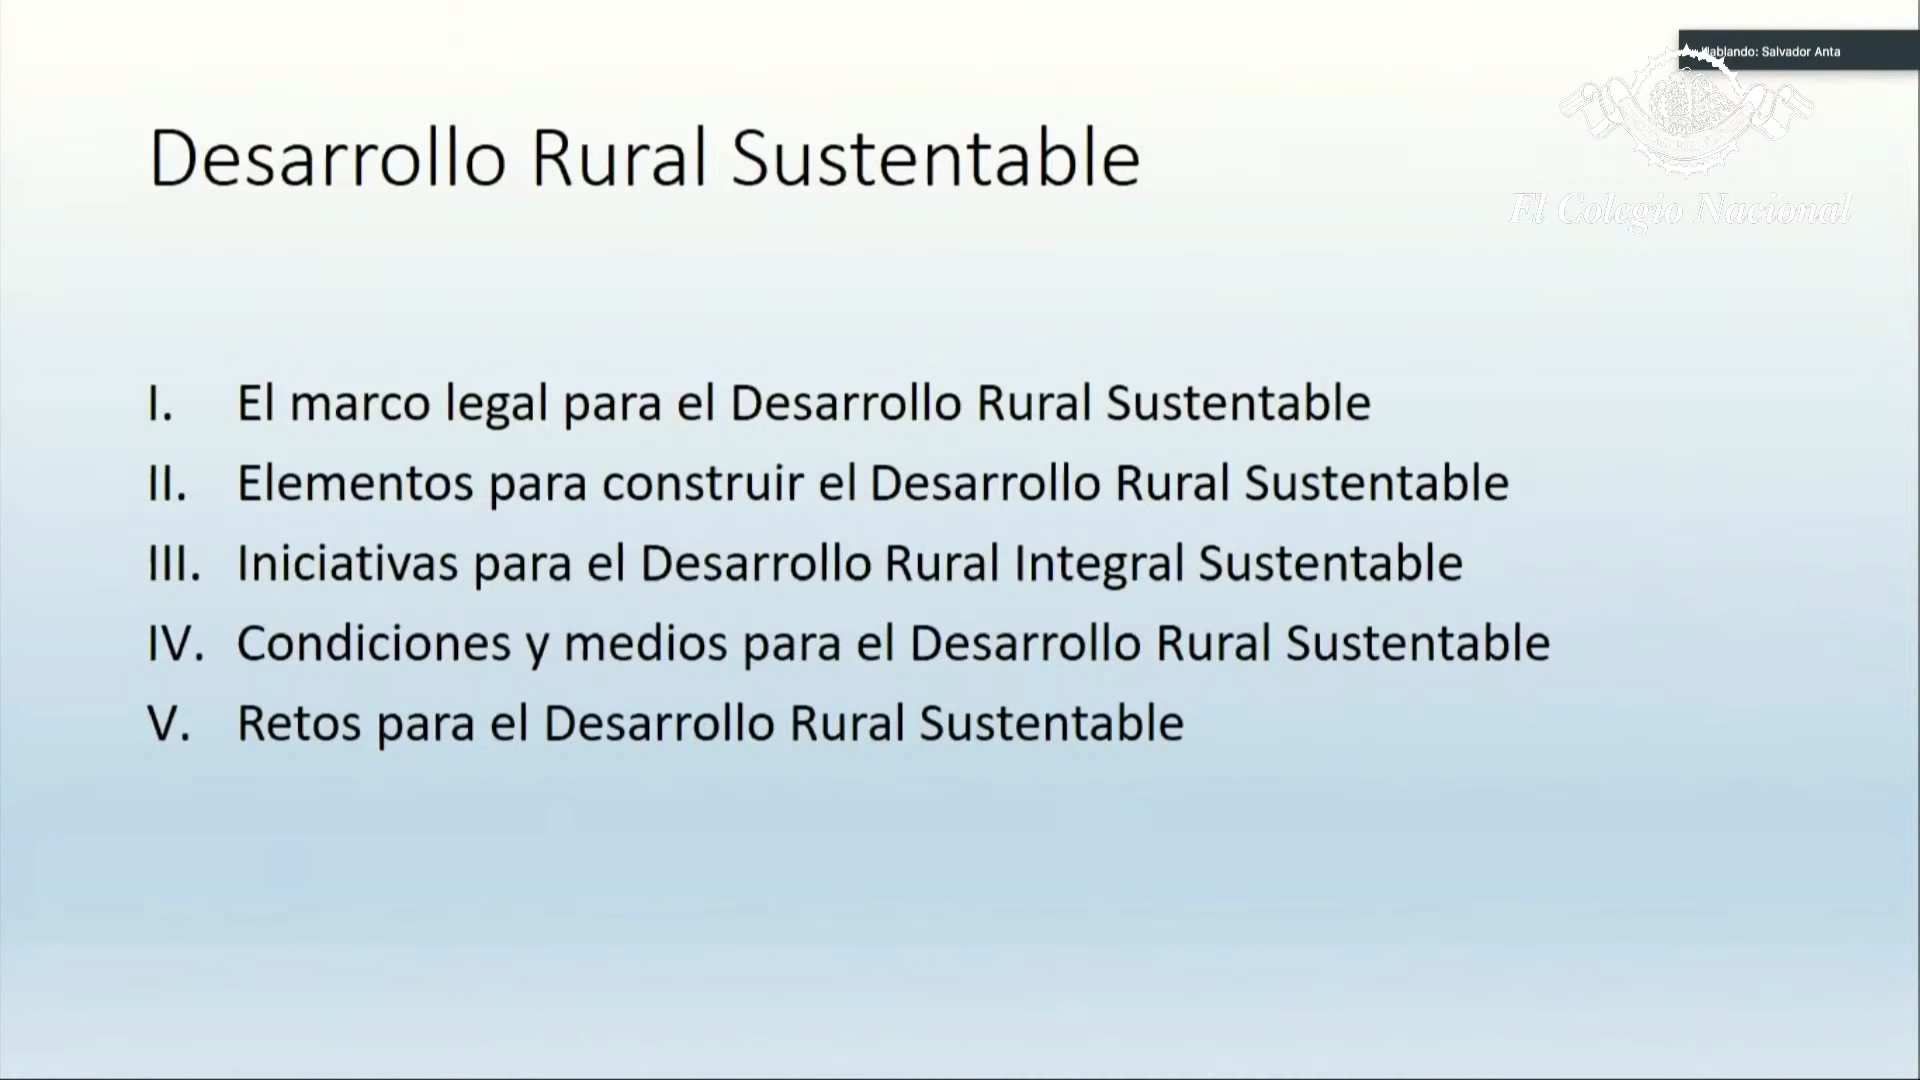 Hablando: Salvador Anta
El Colegio Nacional
Desarrollo Rural Sustentable
I. El marco legal para el Desarrollo Rural Sustentable
II. Elementos para construir el Desarrollo Rural Sustentable
III. Iniciativas para el Desarrollo Rural Integral Sustentable
IV. Condiciones y medios para el Desarrollo Rural Sustentable
V. Retos para el Desarrollo Rural Sustentable